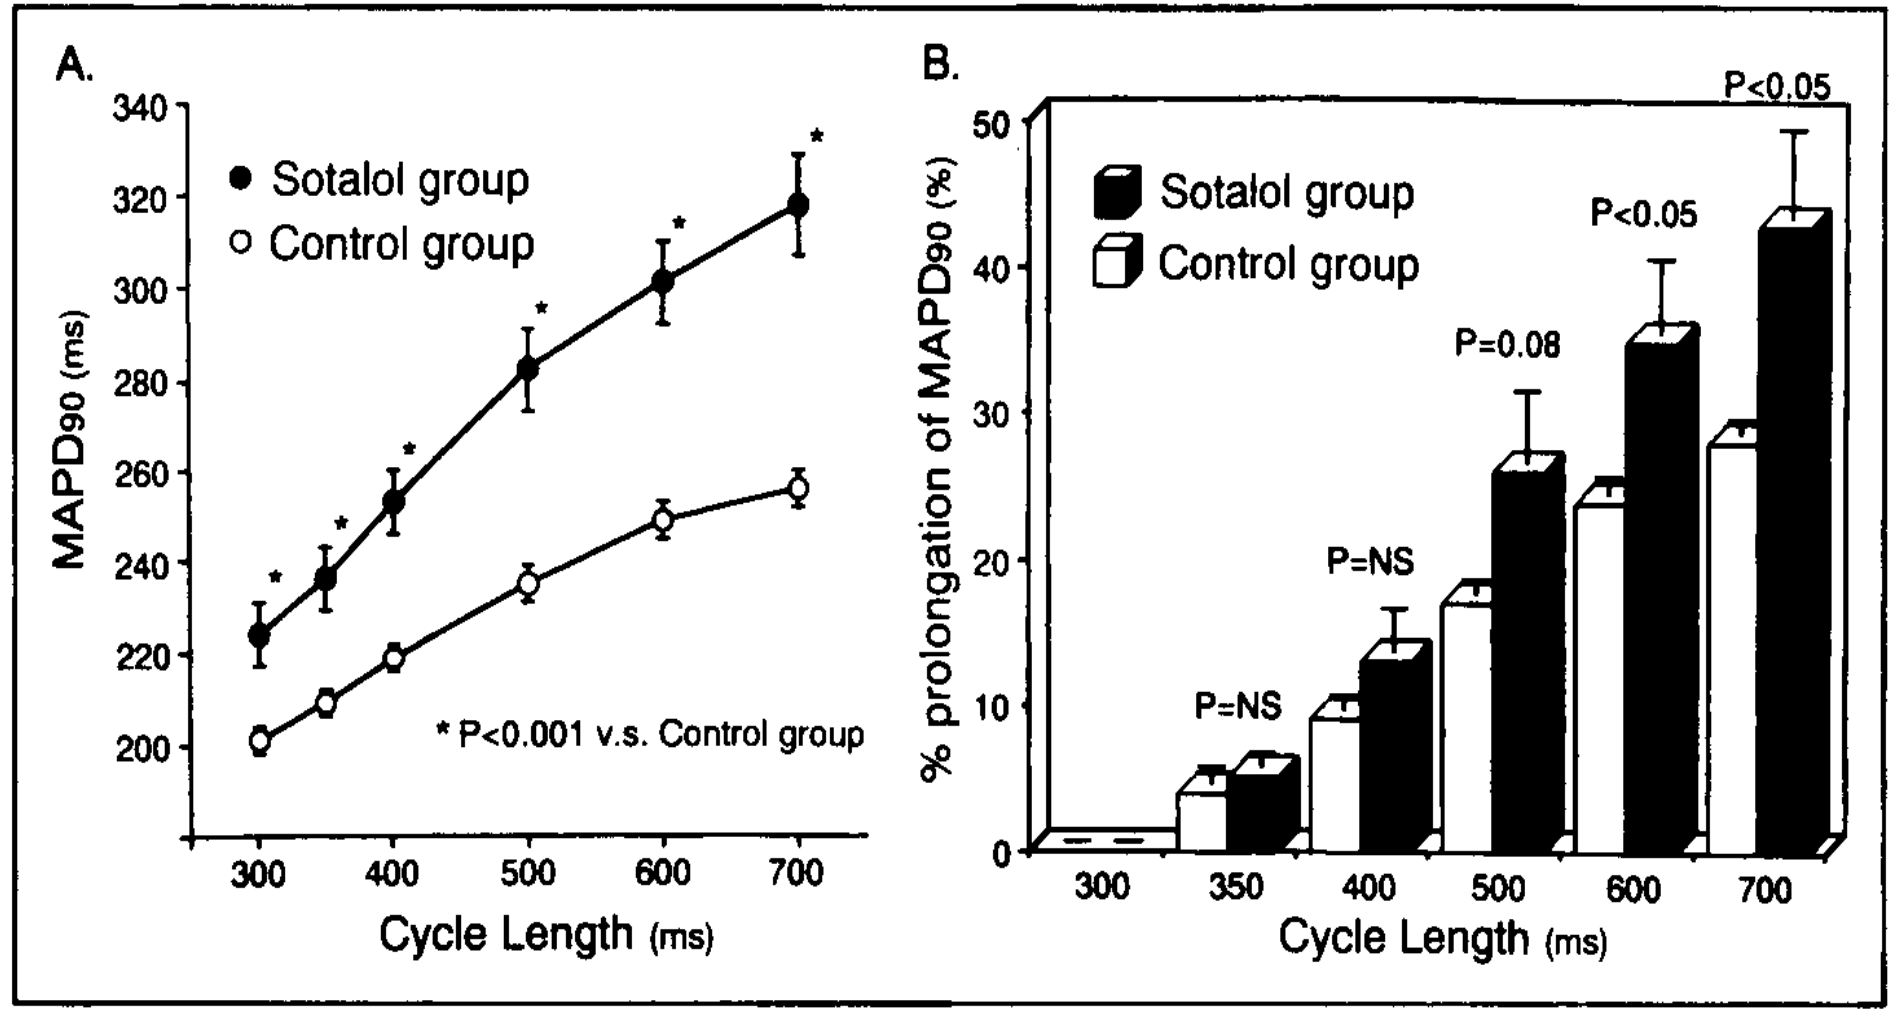 A.
340
320
300
280
260
240
220
200
MAPD90 (ms)
Sotalol group
Control group
*
*
*
*
*
*
* P<0.001 v.s. Control group
300 400 500 600 700
Cycle Length (ms)
B.
50
40
30
20
10
0
% prolongation of MAPD90 (%)
Sotalol group
Control group
P=NS
P=NS
P=0.08
P<0.05
P<0.05
300 350 400 500 600 700
Cycle Length (ms)